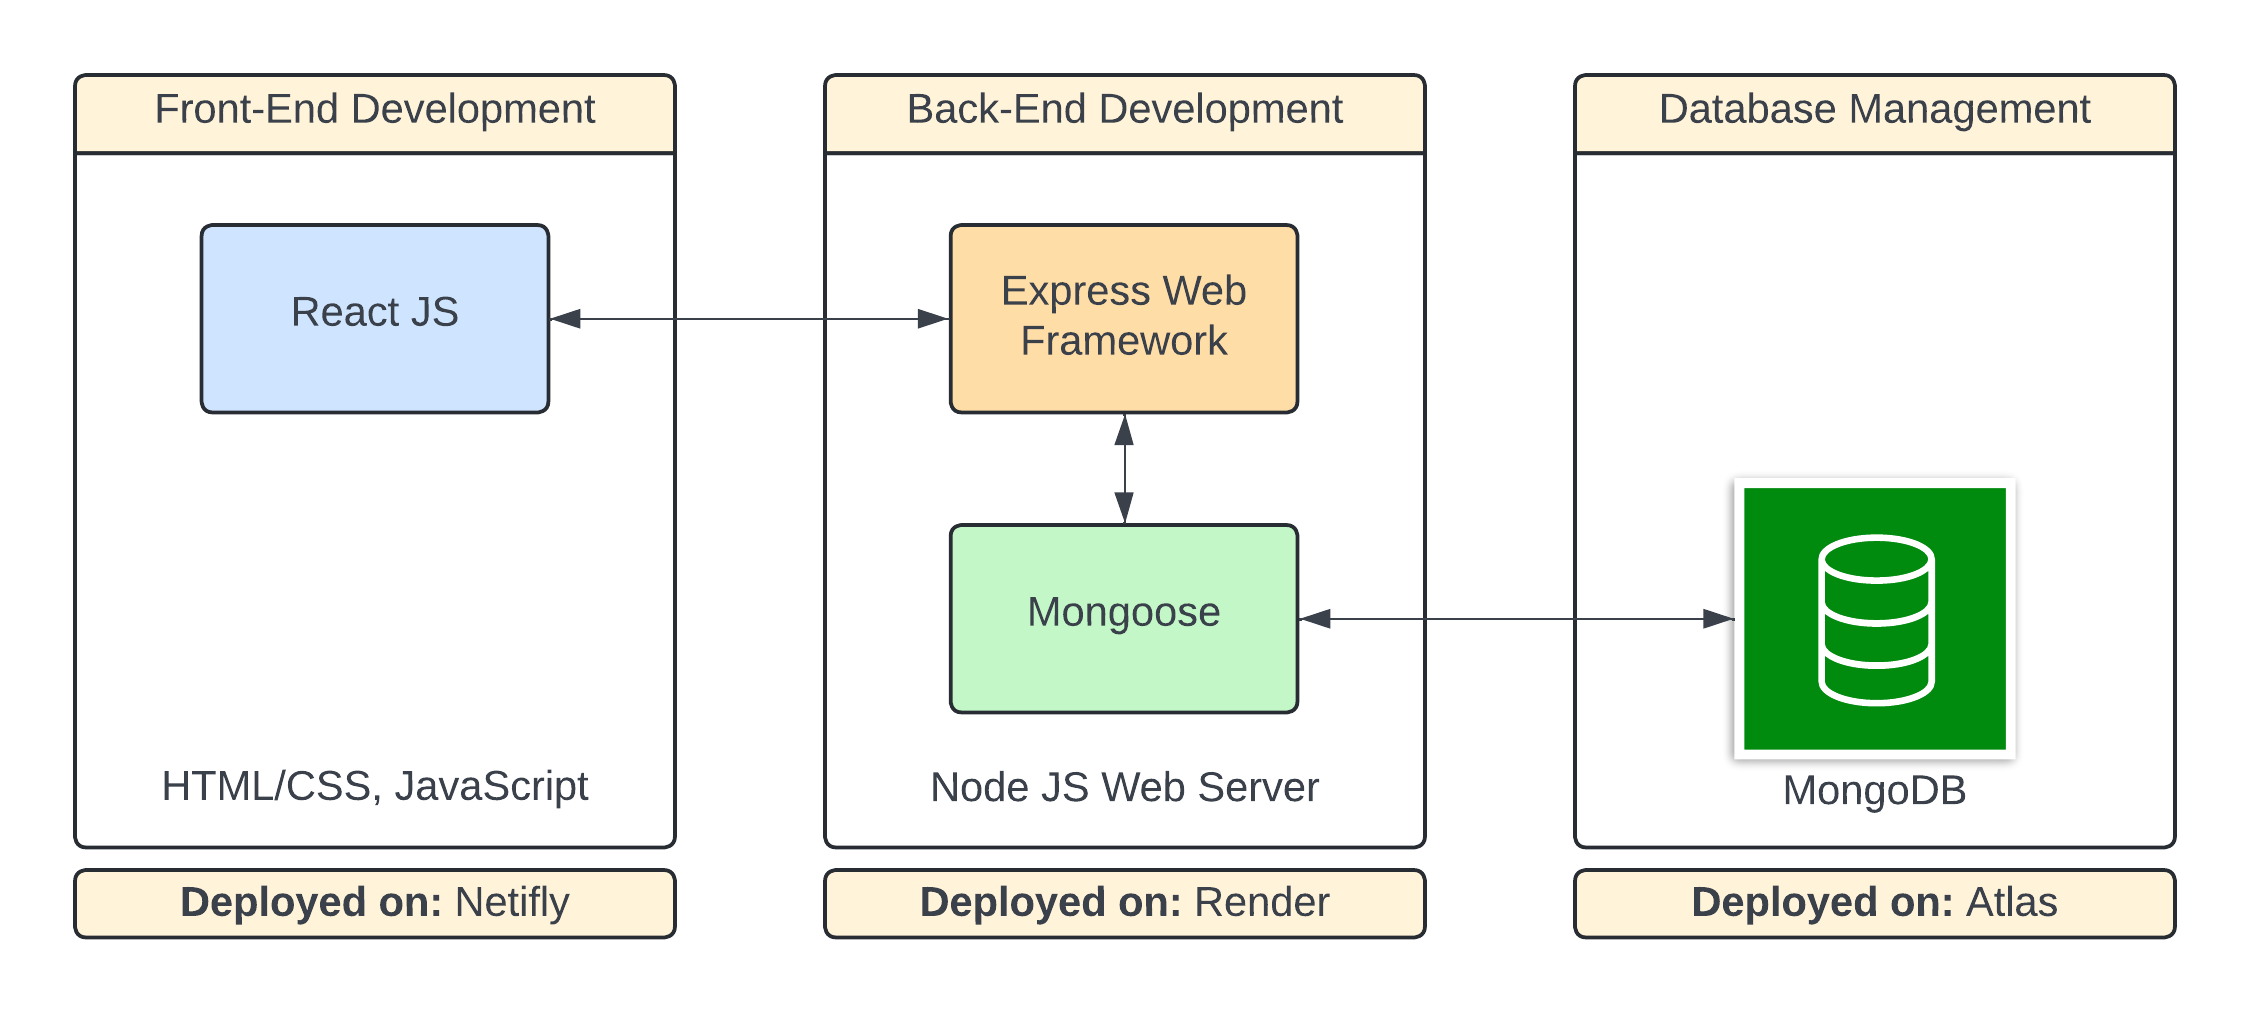 Front-End Development
React JS
HTML/CSS, JavaScript
Deployed on: Netifly
Back-End Development
Express Web
Framework
Mongoose
Node JS Web Server
Deployed on: Render
Database Management
MongoDB
Deployed on: Atlas